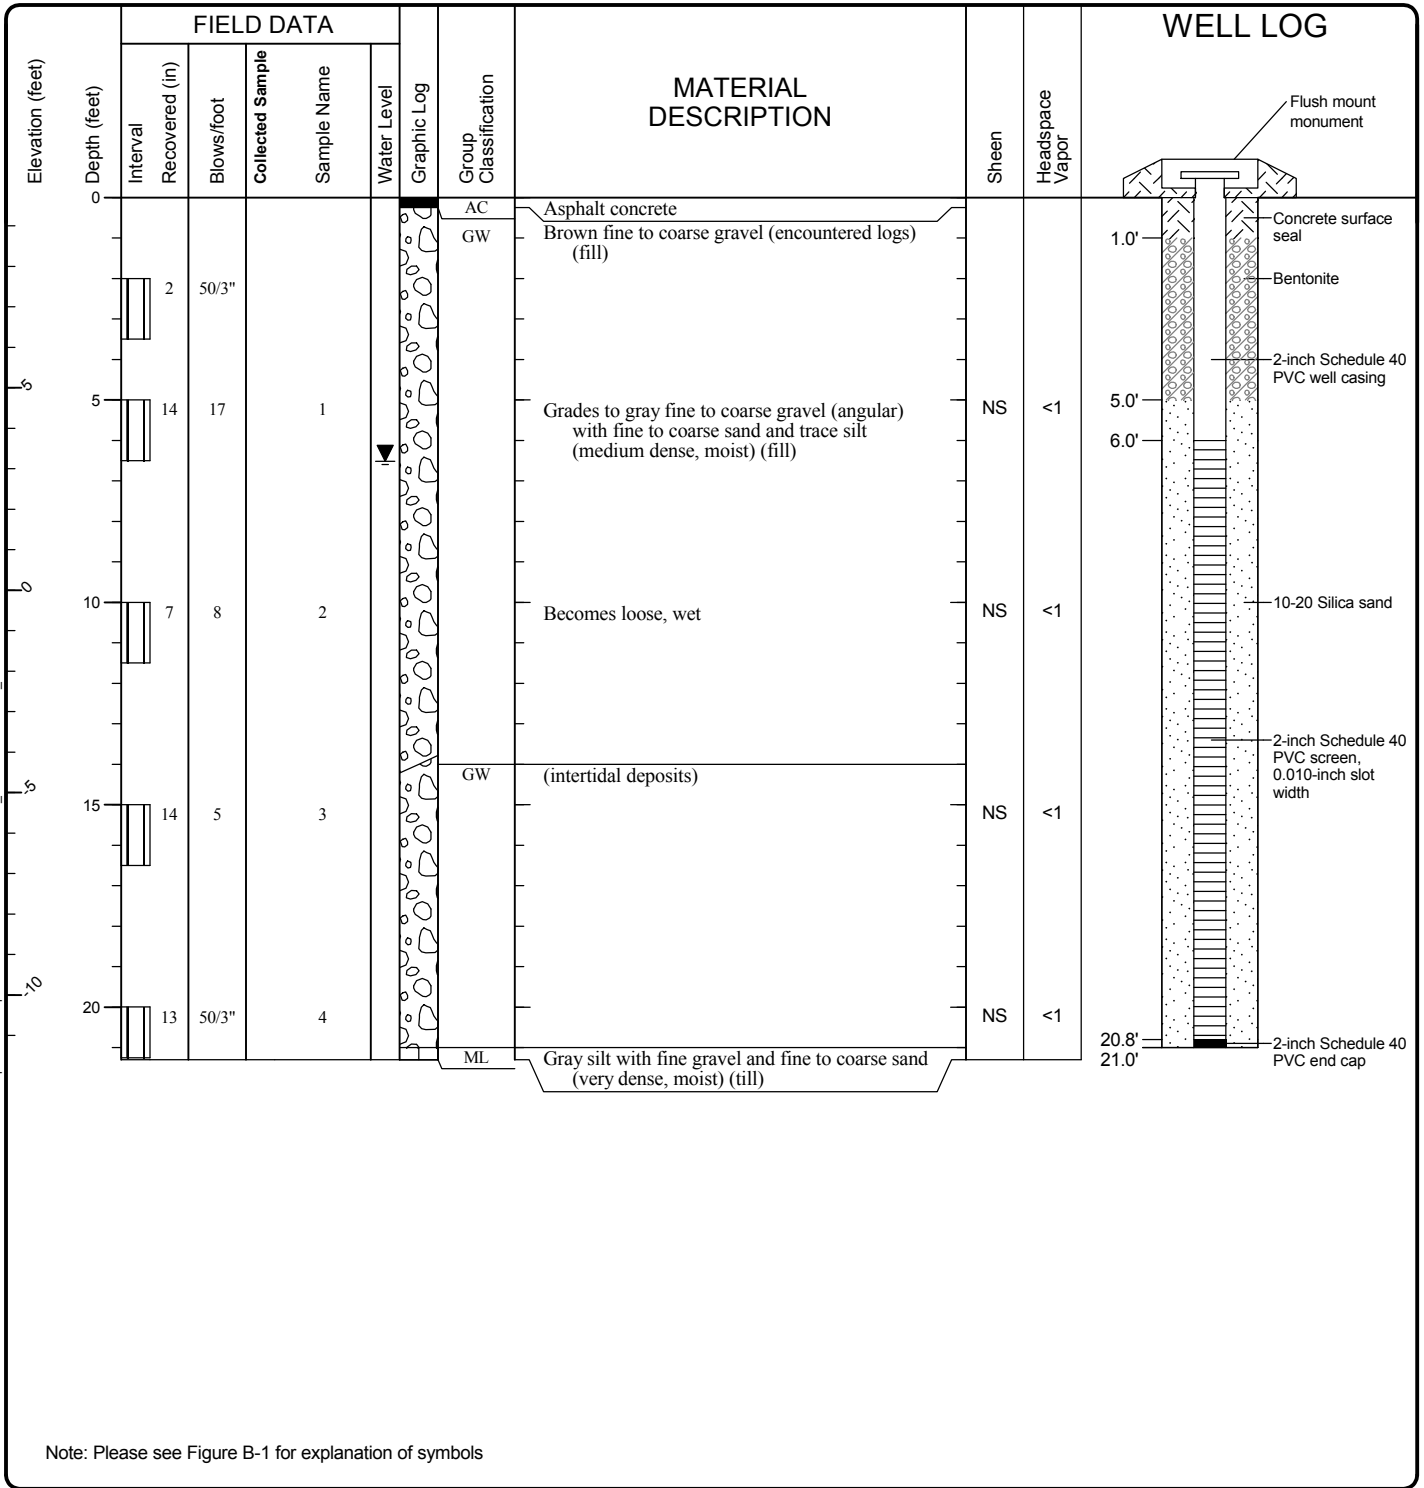 FIELD DATA
WELL LOG
Elevation (feet)
Depth (feet)
Interval
Recovered (in)
Blows/foot
Collected Sample
Sample Name
Water Level
Graphic Log
Group
Classification
MATERIAL
DESCRIPTION
Sheen
Headspace
Vapor
Flush mount
monument
0
AC
Asphalt concrete
Concrete surface
seal
GW
Brown fine to coarse gravel (encountered logs)
(fill)
1.0'
Bentonite
2
50/3"
2-inch Schedule 40
PVC well casing
5
5
14
17
1
Grades to gray fine to coarse gravel (angular)
with fine to coarse sand and trace silt
(medium dense, moist) (fill)
NS
<1
5.0'
6.0'
0
10
7
8
2
Becomes loose, wet
NS
<1
10-20 Silica sand
2-inch Schedule 40
PVC screen,
0.010-inch slot
width
GW
(intertidal deposits)
-5
15
14
5
3
NS
<1
-10
20
13
50/3"
4
NS
<1
20.8'
21.0'
2-inch Schedule 40
PVC end cap
ML
Gray silt with fine gravel and fine to coarse sand
(very dense, moist) (till)
Note: Please see Figure B-1 for explanation of symbols